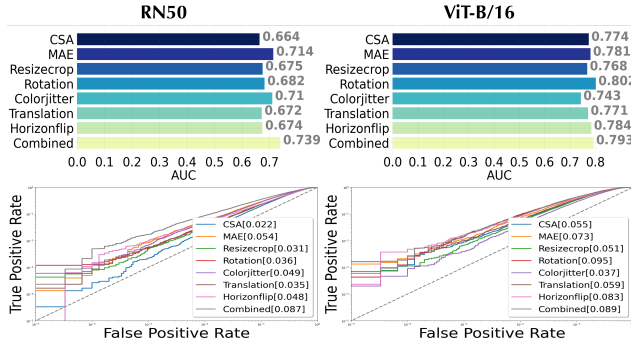 RN50
CSA 0.664
MAE 0.714
Resizecrop 0.675
Rotation 0.682
Colorjitter 0.71
Translation 0.672
Horizonflip 0.674
Combined 0.739
0.0 0.1 0.2 0.3 0.4 0.5 0.6 0.7
AUC
ViT-B/16
CSA 0.774
MAE 0.781
Resizecrop 0.768
Rotation 0.802
Colorjitter 0.743
Translation 0.771
Horizonflip 0.784
Combined 0.793
0.0 0.1 0.2 0.3 0.4 0.5 0.6 0.7 0.8
AUC
True Positive Rate
CSA[0.022]
MAE[0.054]
Resizecrop[0.031]
Rotation[0.036]
Colorjitter[0.049]
Translation[0.035]
Horizonflip[0.048]
Combined[0.087]
False Positive Rate
True Positive Rate
CSA[0.055]
MAE[0.073]
Resizecrop[0.051]
Rotation[0.095]
Colorjitter[0.037]
Translation[0.059]
Horizonflip[0.083]
Combined[0.089]
False Positive Rate